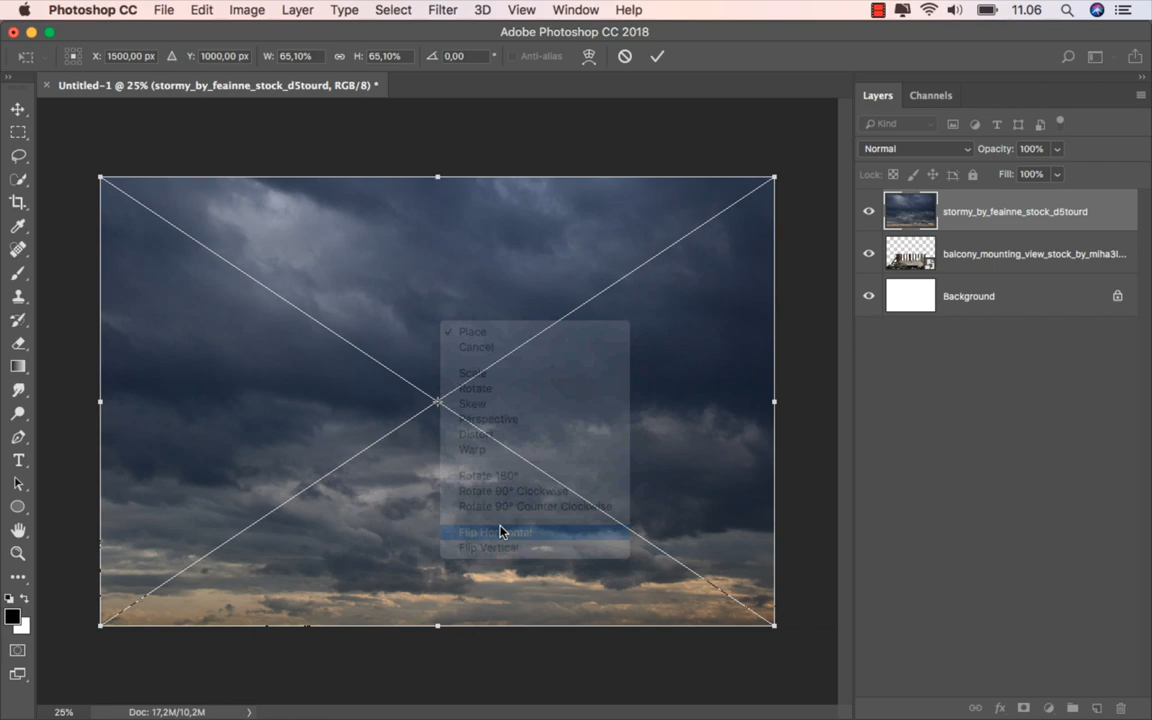 Photoshop CC File Edit Image Layer Type Select Filter 3D View Window Help 11.06
Adobe Photoshop CC 2018
X: 1500,00 px Y: 1000,00 px W: 65,10% H: 65,10% 0,00 ° Anti-alias
Untitled-1 @ 25% (stormy_by_feainne_stock_d5tourd, RGB/8) *
Layers Channels
Kind
Normal Opacity: 100%
Lock: Fill: 100%
stormy_by_feainne_stock_d5tourd
balcony_mounting_view_stock_by_miha3l...
Background
✓ Place
Cancel
Scale
Rotate
Skew
Perspective
Distort
Warp
Rotate 180°
Rotate 90° Clockwise
Rotate 90° Counter Clockwise
Flip Horizontal
Flip Vertical
25% Doc: 17,2M/10,2M